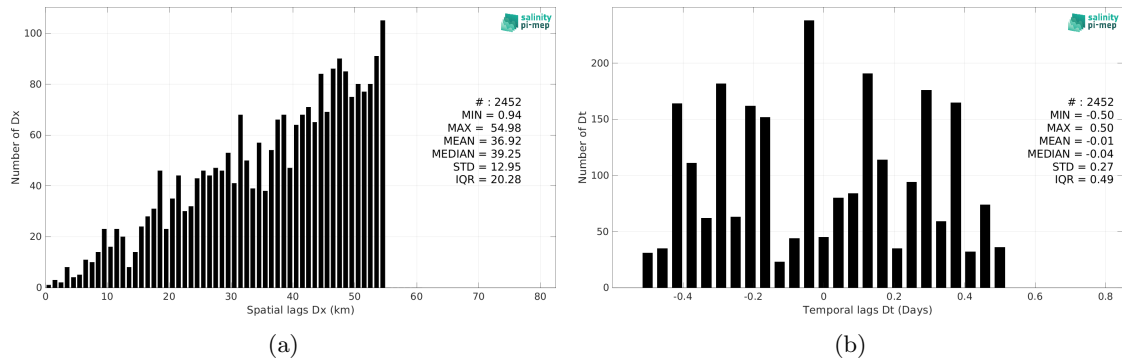 100
80
60
40
20
0
Number of Dx
0 10 20 30 40 50 60 70 80
Spatial lags Dx (km)
salinity
pi-mep
# : 2452
MIN = 0.94
MAX = 54.98
MEAN = 36.92
MEDIAN = 39.25
STD = 12.95
IQR = 20.28
(a)
200
150
100
50
0
Number of Dt
-0.4 -0.2 0 0.2 0.4 0.6 0.8
Temporal lags Dt (Days)
salinity
pi-mep
# : 2452
MIN = -0.50
MAX = 0.50
MEAN = -0.01
MEDIAN = -0.04
STD = 0.27
IQR = 0.49
(b)